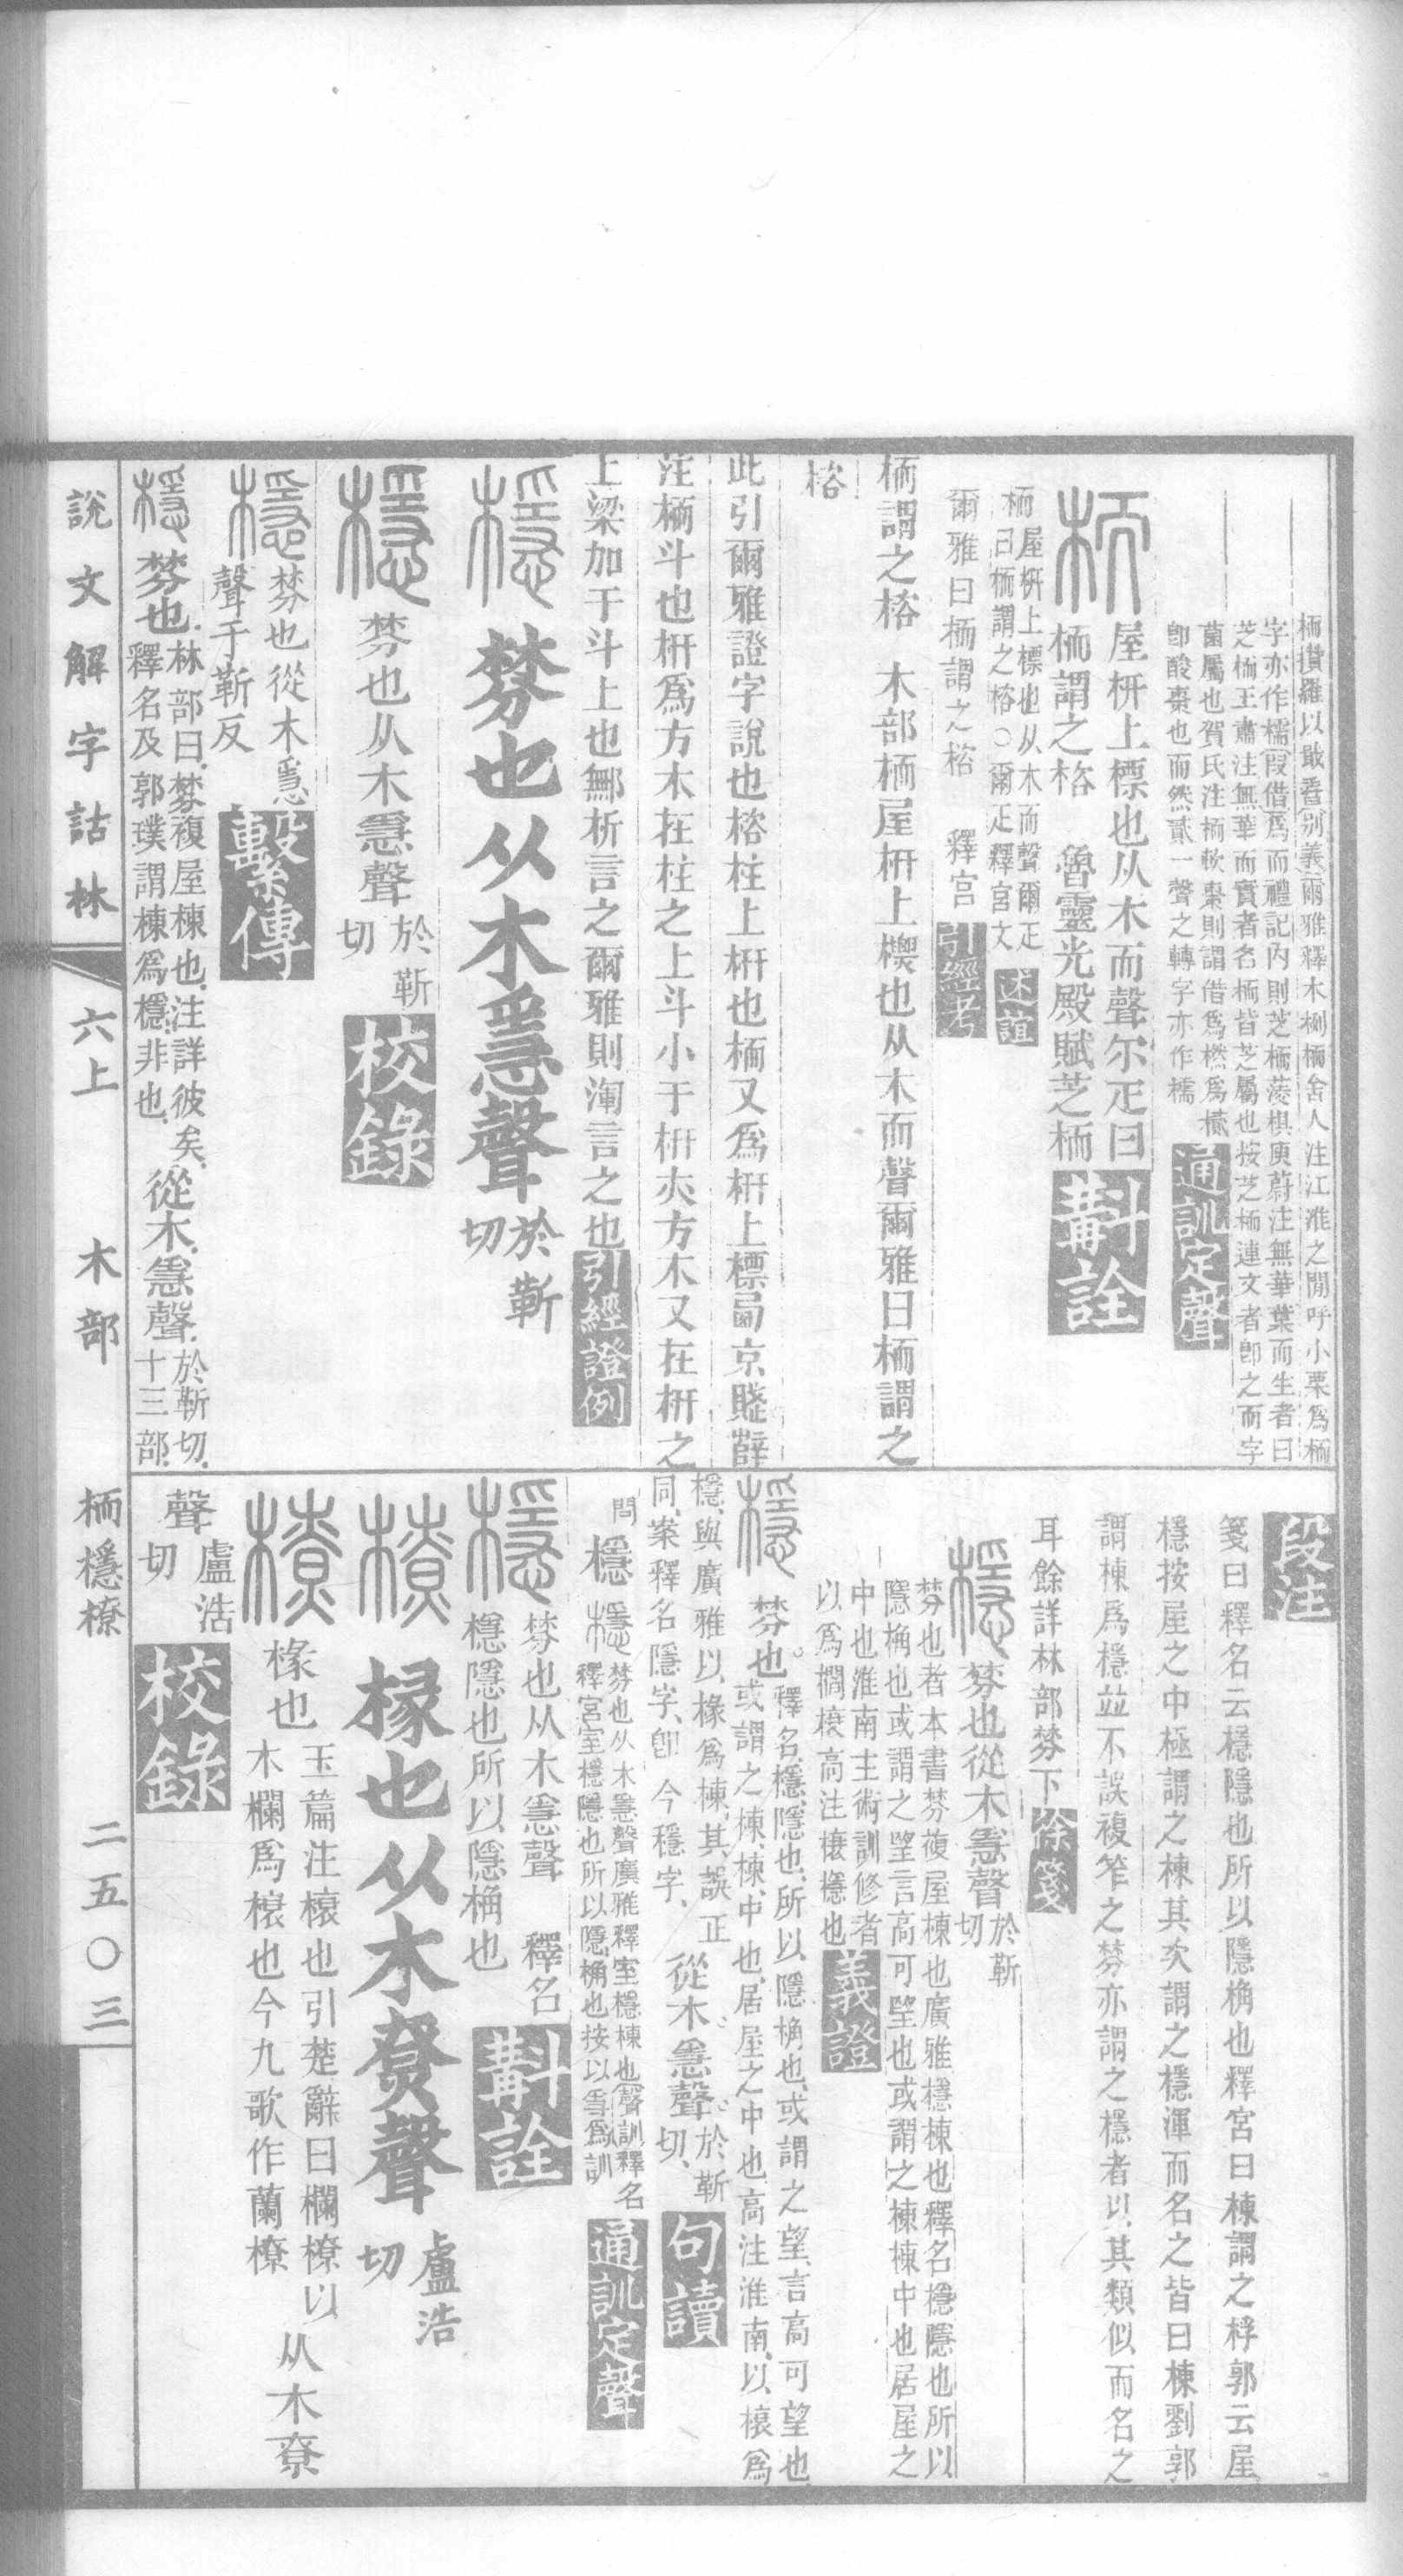 栭攢羅以戢舂(別義)爾雅釋木栵栭舍人注江淮之閒呼小栗爲栭
字亦作檽(叚借)爲而禮記內則芝栭蔆椇庾蔚注無華葉而生者曰
芝栭王肅注無華而實者名栭皆芝屬也按芝栭連文者卽之而字
菌屬也賀氏注栭軟棗則謂借爲橪爲㯠
卽酸棗也而然貳一聲之轉字亦作檽
通訓定聲
屋枅上標也从木而聲尔疋曰
栭謂之格 魯靈光殿賦芝栭
斠詮
栭屋枅上標也从木而聲爾疋
曰栭謂之楶○爾疋釋宮文
述誼
爾雅曰栭謂之楶 釋宮
引經考
栭謂之楶 木部栭屋枅上楔也从木而聲爾雅曰栭謂之
楶
此引爾雅證字說也楶柱上枅也栭又爲枅上標故京賦薛
注栭斗也枅爲方木在柱之上斗小于枅夾方木又在枅之
上梁加于斗上也鄦析言之爾雅則渾言之也
引經證例
檼 棼也从木㥯聲 於靳
切
檼 棼也从木㥯聲 於靳
切
校錄
檼 棼也從木㥯
聲于靳反
繫傳
檼 棼也.林部曰.棼複屋棟也.注詳彼矣.從木.㥯聲.於靳切.
釋名及郭璞謂棟爲檼.非也.十三部.
段注
箋曰釋名云檼隱也所以隱桷也釋宮曰棟謂之桴郭云屋
檼按屋之中極謂之棟其次謂之檼渾而名之皆曰棟劉郭
謂棟爲檼竝不誤複笮之棼亦謂之檼者以其類似而名之
耳餘詳林部棼下
徐箋
檼 棼也從木㥯聲 於靳
切
棼也者本書棼複屋棟也廣雅檼棟也釋名檼隱也所以
隱桷也或謂之望言高可望也或謂之棟棟中也居屋之
中也淮南主術訓修者
以爲櫩榱高注榱檼也
義證
檼 棼也。釋名.檼.隱也.所以隱桷也.或謂之望.言高可望也
或謂之棟.棟.中也.居屋之中也.高注淮南.以榱爲
檼.與廣雅以椽爲棟.其誤正
同.案釋名隱字.卽今穩字.
從木㥯聲。於靳
切.
句讀
問 檼 檼 棼也从木㥯聲廣雅釋室檼棟也(聲訓)釋名
釋宮室檼隱也所以隱桷也按以㥯爲訓
通訓定聲
檼 棼也从木㥯聲 釋名
檼隱也所以隱桷也
斠詮
橑 椽也从木尞聲 盧浩
切
橑 椽也 玉篇注榱也引楚辭曰欄橑以
木欄爲榱也今九歌作蘭橑
从木尞
聲 盧浩
切
校錄
說文解字詁林 六上 木部 栭檼橑 二五〇三